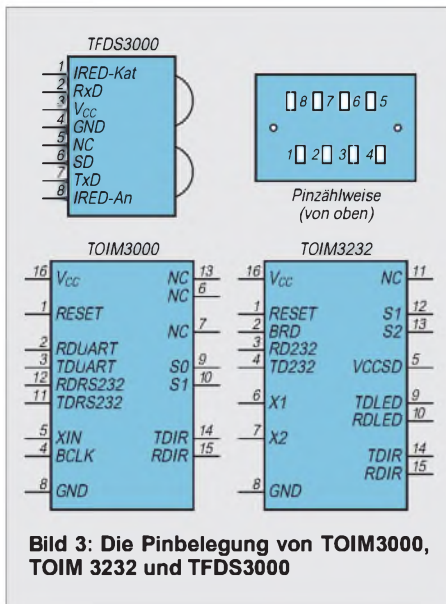 TFDS3000
1 IRED-Kat
2 RxD
3 VCC
4 GND
5 NC
6 SD
7 TxD
8 IRED-An
8 7 6 5
1 2 3 4
Pinzählweise
(von oben)
TOIM3000
16 VCC NC 13
NC 6
1 RESET
NC 7
2 RDUART
3 TDUART S0 9
12 RDRS232 S1 10
11 TDRS232
5 XIN TDIR 14
4 BCLK RDIR 15
8 GND
TOIM3232
16 VCC NC 11
1 RESET S1 12
2 BRD S2 13
3 RD232
4 TD232 VCCSD 5
6 X1 TDLED 9
RDLED 10
7 X2
TDIR 14
RDIR 15
8 GND
Bild 3: Die Pinbelegung von TOIM3000,
TOIM 3232 und TFDS3000